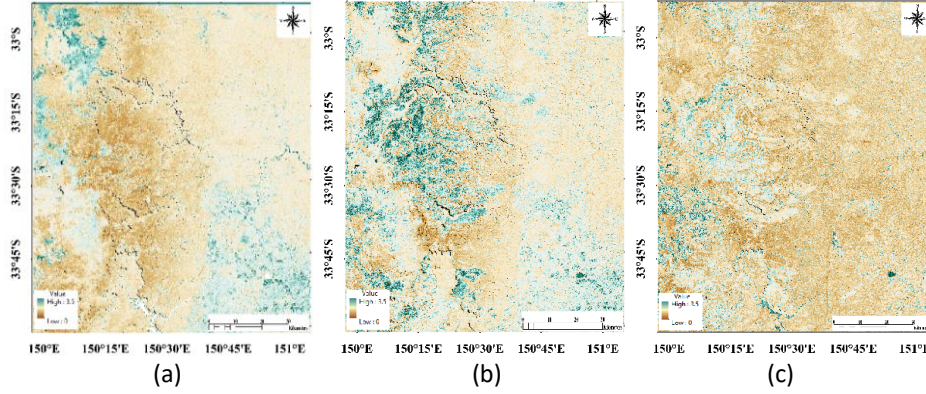 33°S
33°15′S
33°30′S
33°45′S
Value
High : 3.5
Low : 0
150°E 150°15′E 150°30′E 150°45′E 151°E
(a)
33°S
33°15′S
33°30′S
33°45′S
Value
High : 3.5
Low : 0
150°E 150°15′E 150°30′E 150°45′E 151°E
(b)
33°S
33°15′S
33°30′S
33°45′S
Value
High : 3.5
Low : 0
150°E 150°15′E 150°30′E 150°45′E
(c)